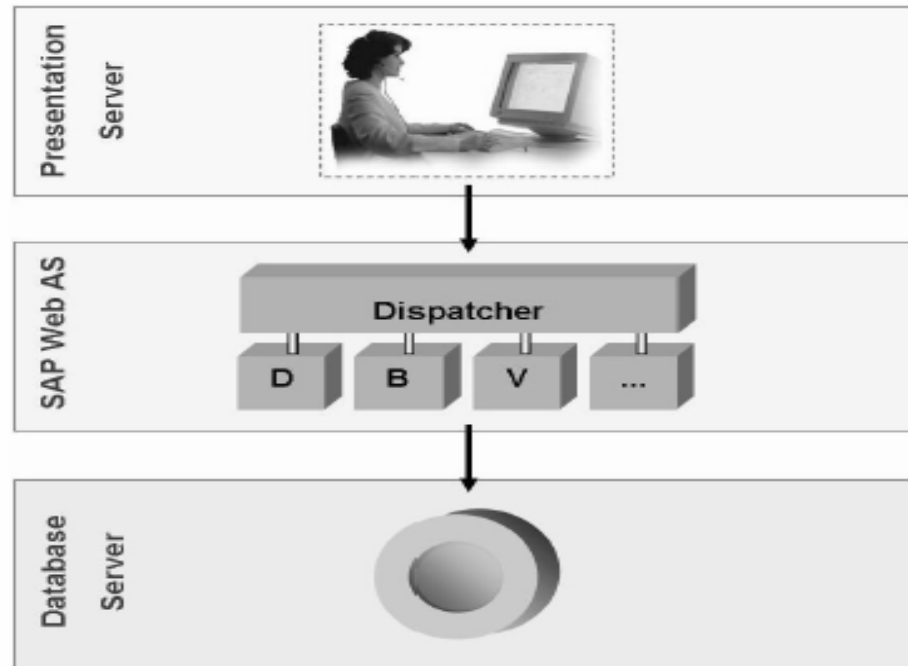 Presentation
Server
SAP Web AS
Dispatcher
D B V ...
Database
Server